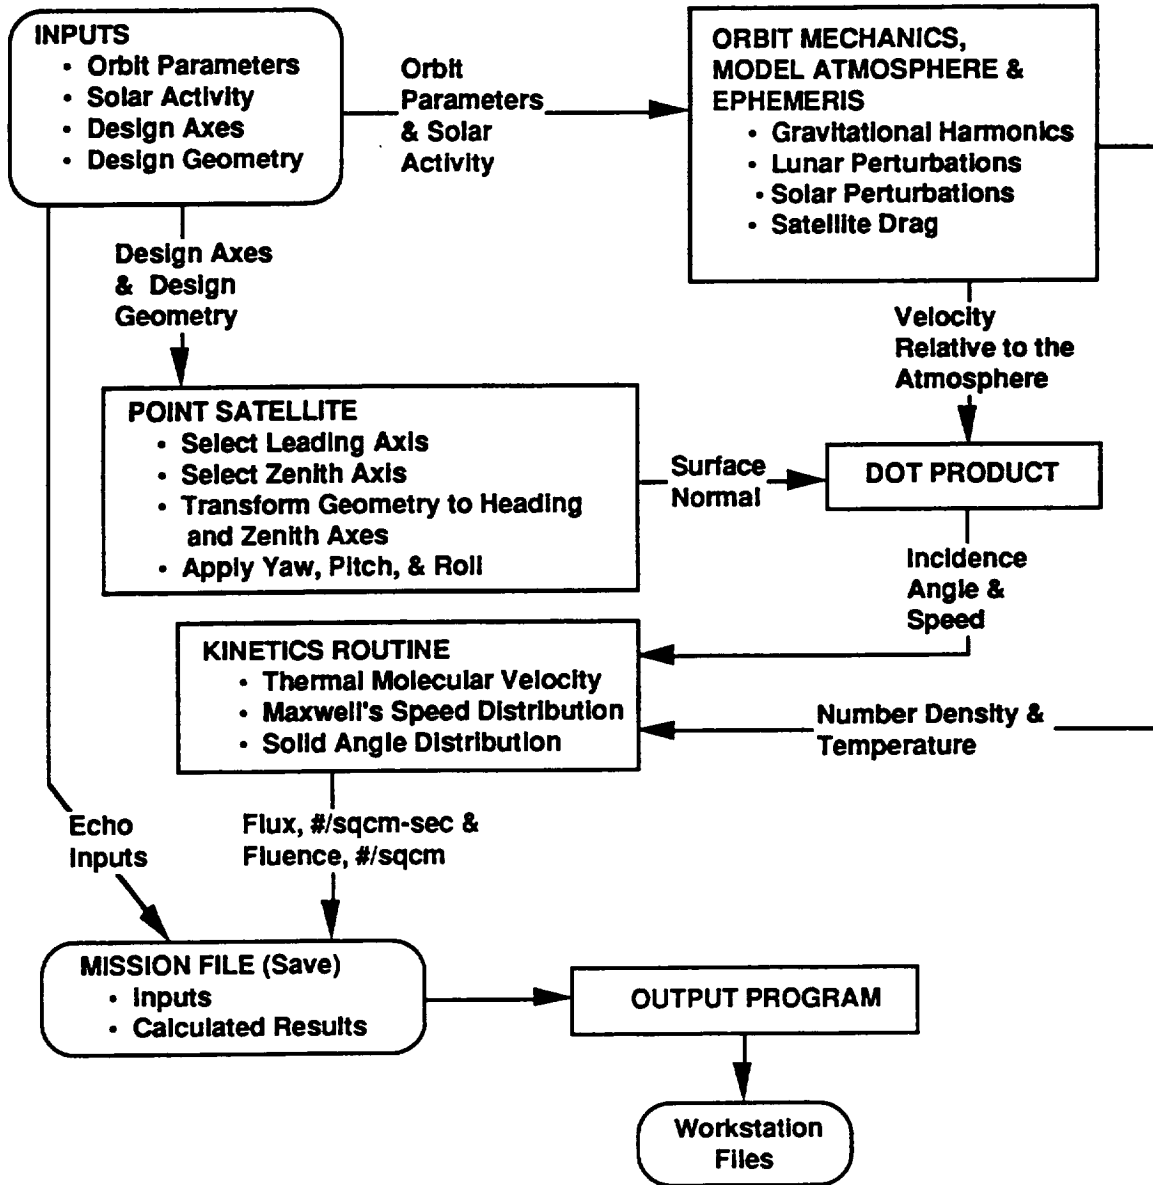 INPUTS
• Orbit Parameters
• Solar Activity
• Design Axes
• Design Geometry
Orbit
Parameters
& Solar
Activity
ORBIT MECHANICS,
MODEL ATMOSPHERE &
EPHEMERIS
• Gravitational Harmonics
• Lunar Perturbations
• Solar Perturbations
• Satellite Drag
Design Axes
& Design
Geometry
Velocity
Relative to the
Atmosphere
POINT SATELLITE
• Select Leading Axis
• Select Zenith Axis
• Transform Geometry to Heading
and Zenith Axes
• Apply Yaw, Pitch, & Roll
Surface
Normal
DOT PRODUCT
Incidence
Angle &
Speed
KINETICS ROUTINE
• Thermal Molecular Velocity
• Maxwell's Speed Distribution
• Solid Angle Distribution
Number Density &
Temperature
Echo
Inputs
Flux, #/sqcm-sec &
Fluence, #/sqcm
MISSION FILE (Save)
• Inputs
• Calculated Results
OUTPUT PROGRAM
Workstation
Files